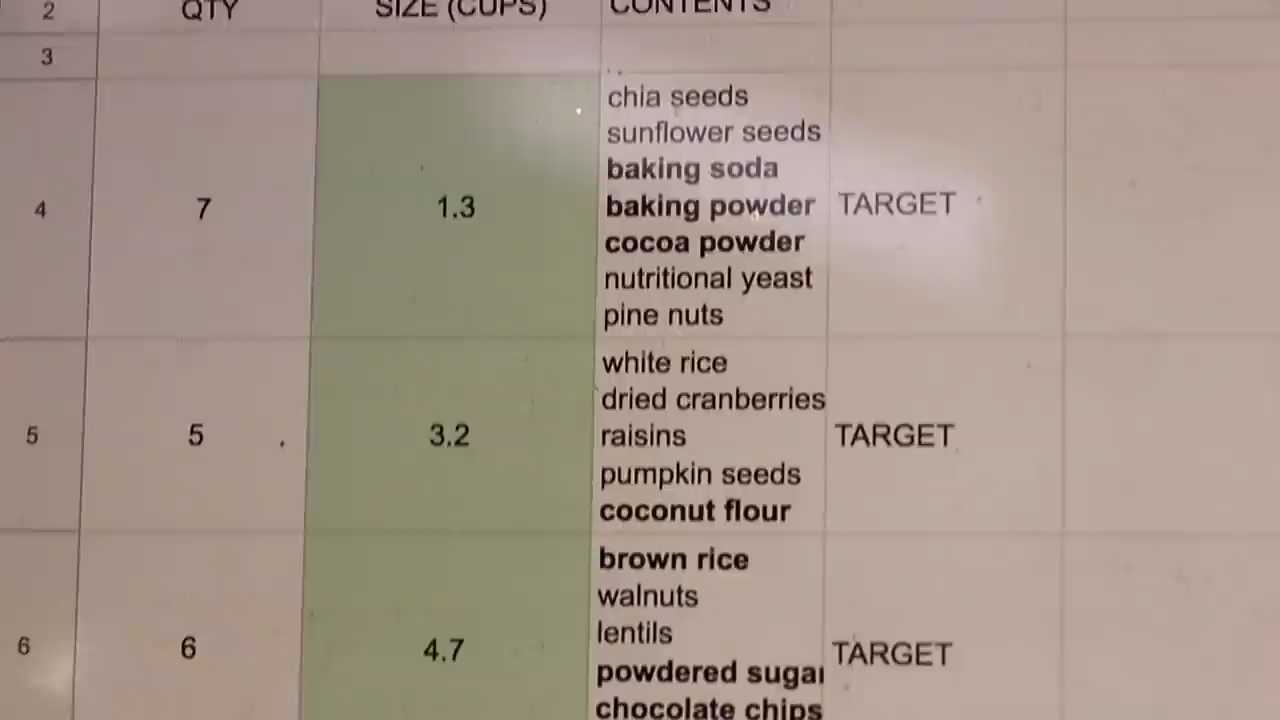 2 QTY SIZE (CUPS) CONTENTS
3
chia seeds
sunflower seeds
baking soda
4 7 1.3 baking powder TARGET
cocoa powder
nutritional yeast
pine nuts
white rice
dried cranberries
5 5 3.2 raisins TARGET
pumpkin seeds
coconut flour
brown rice
walnuts
lentils
6 6 4.7 TARGET
powdered sugar
chocolate chips